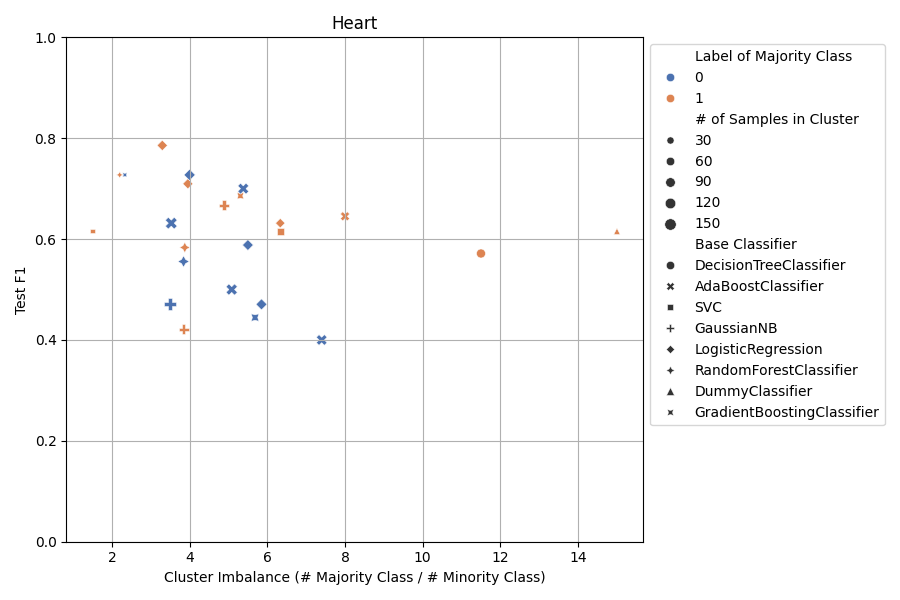 Heart
1.0
0.8
0.6
0.4
0.2
0.0
Test F1
2 4 6 8 10 12 14
Cluster Imbalance (# Majority Class / # Minority Class)
Label of Majority Class
0
1
# of Samples in Cluster
30
60
90
120
150
Base Classifier
DecisionTreeClassifier
AdaBoostClassifier
SVC
GaussianNB
LogisticRegression
RandomForestClassifier
DummyClassifier
GradientBoostingClassifier